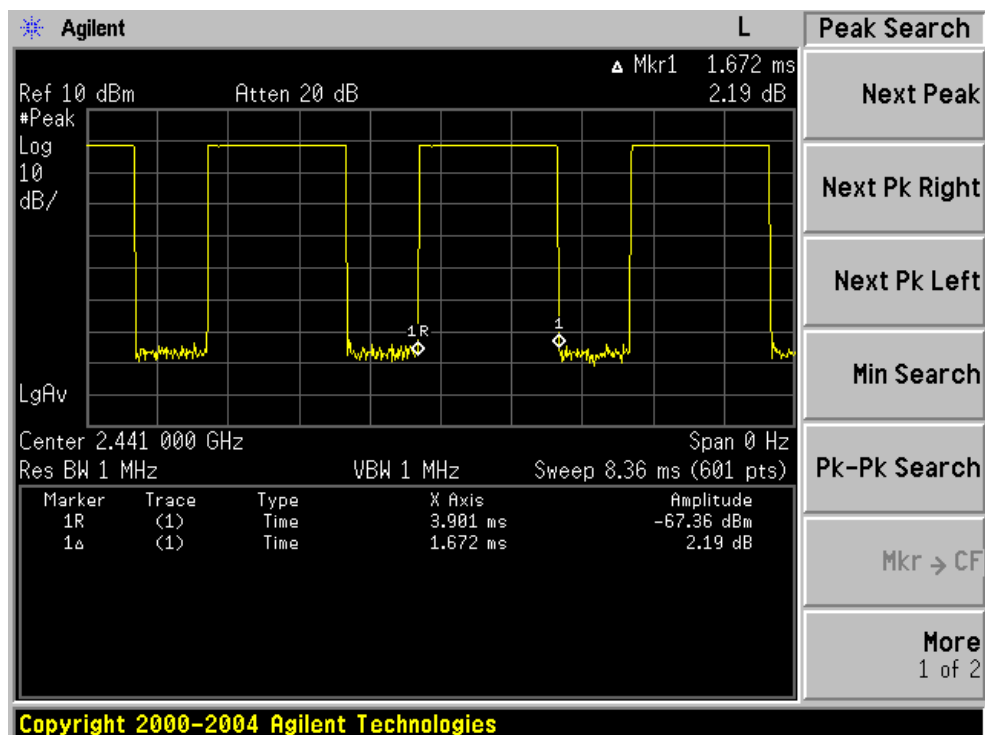 Agilent L Peak Search
Δ Mkr1 1.672 ms
Ref 10 dBm Atten 20 dB 2.19 dB
#Peak
Log
10
dB/
1R
1
LgAv
Center 2.441 000 GHz Span 0 Hz
Res BW 1 MHz VBW 1 MHz Sweep 8.36 ms (601 pts)
Marker Trace Type X Axis Amplitude
1R (1) Time 3.901 ms -67.36 dBm
1Δ (1) Time 1.672 ms 2.19 dB
Next Peak
Next Pk Right
Next Pk Left
Min Search
Pk-Pk Search
Mkr → CF
More
1 of 2
Copyright 2000-2004 Agilent Technologies